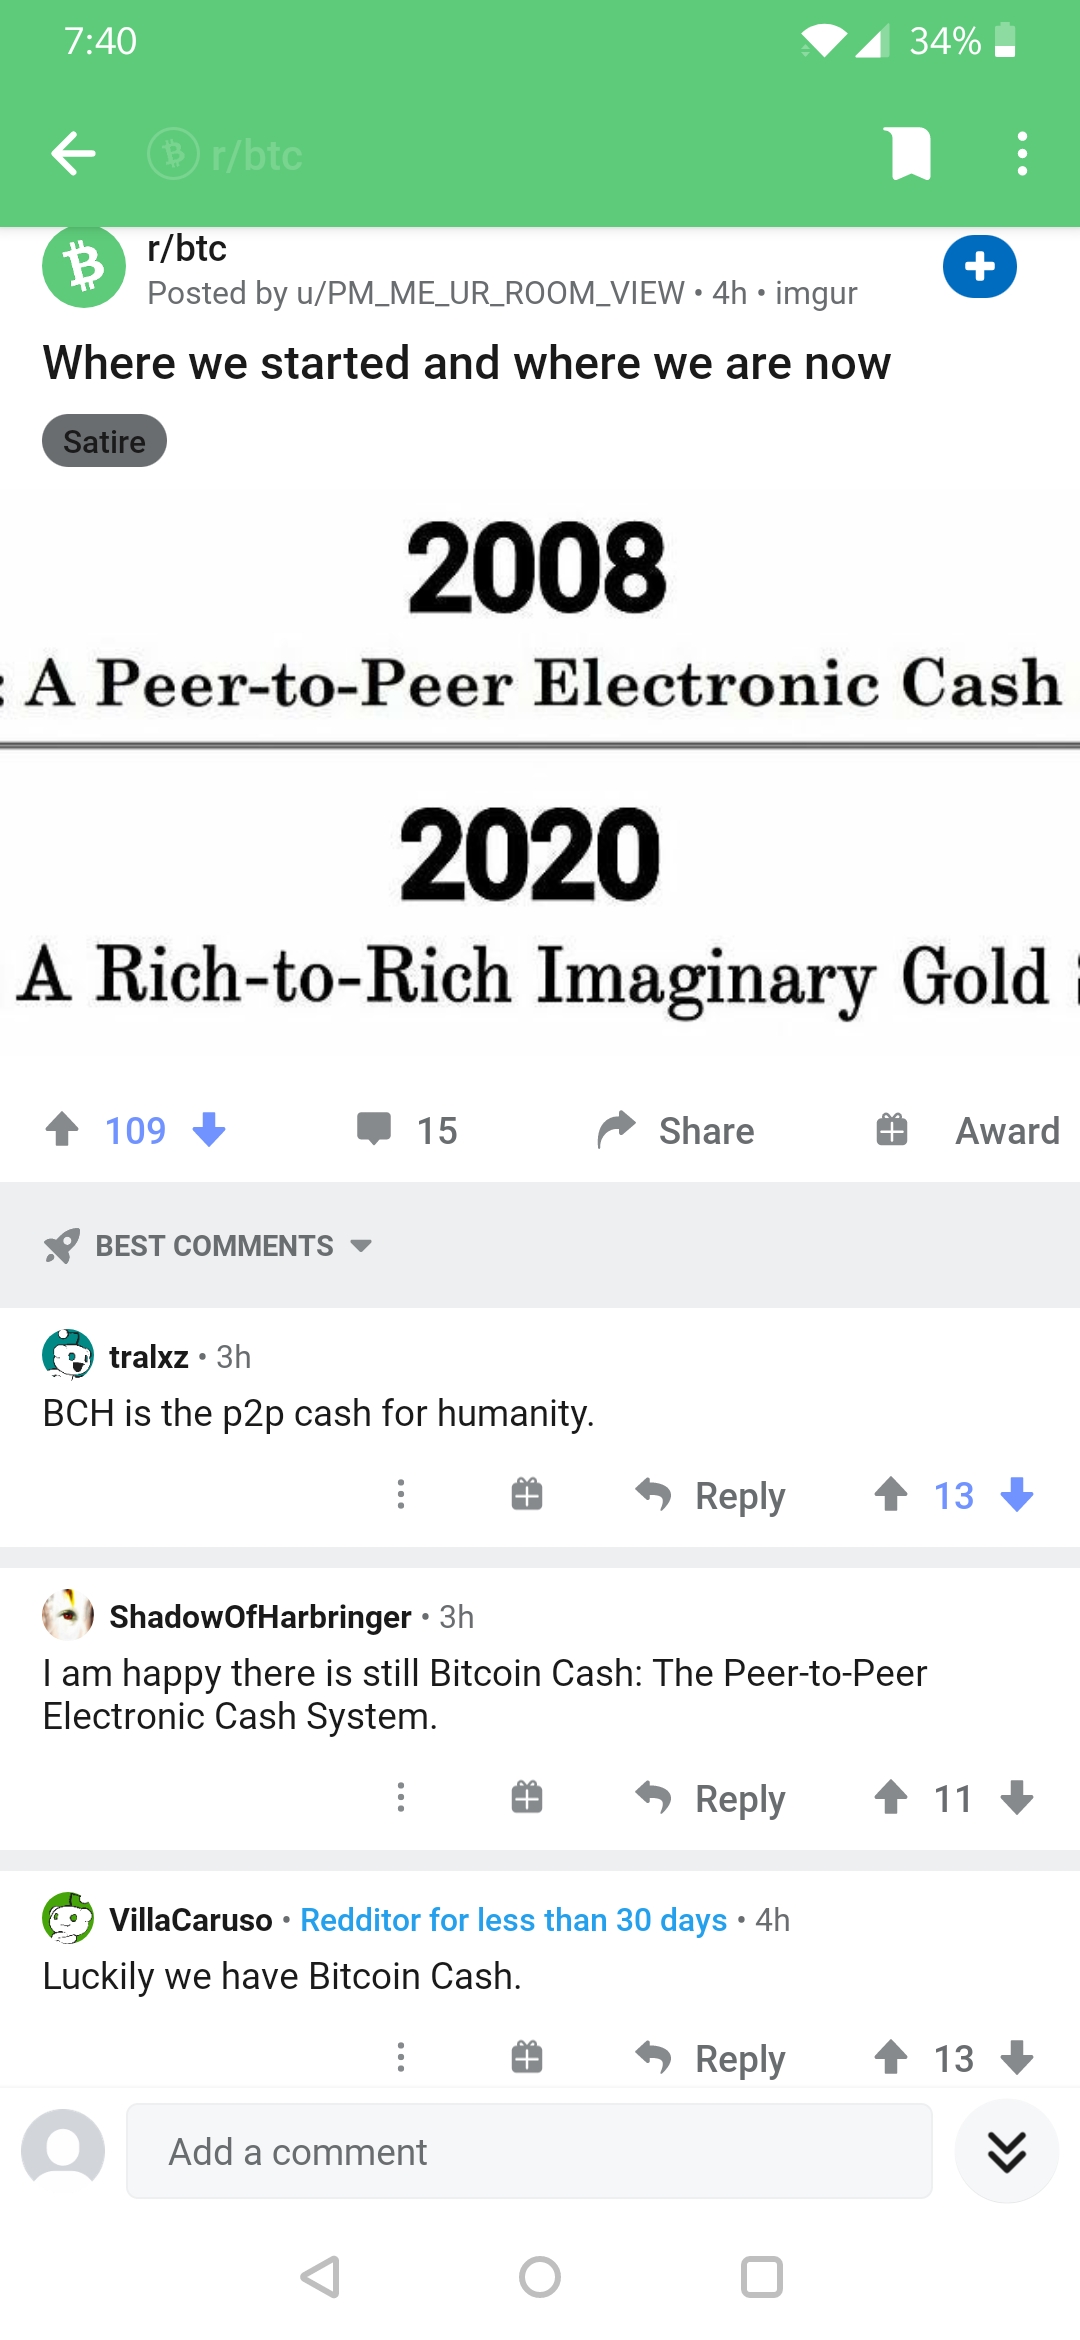 7:40
34%
r/btc
r/btc
Posted by u/PM_ME_UR_ROOM_VIEW • 4h • imgur
Where we started and where we are now
Satire
2008
: A Peer-to-Peer Electronic Cash
2020
A Rich-to-Rich Imaginary Gold
109
15
Share
Award
BEST COMMENTS
tralxz • 3h
BCH is the p2p cash for humanity.
Reply
13
ShadowOfHarbringer • 3h
I am happy there is still Bitcoin Cash: The Peer-to-Peer
Electronic Cash System.
Reply
11
VillaCaruso • Redditor for less than 30 days • 4h
Luckily we have Bitcoin Cash.
Reply
13
Add a comment